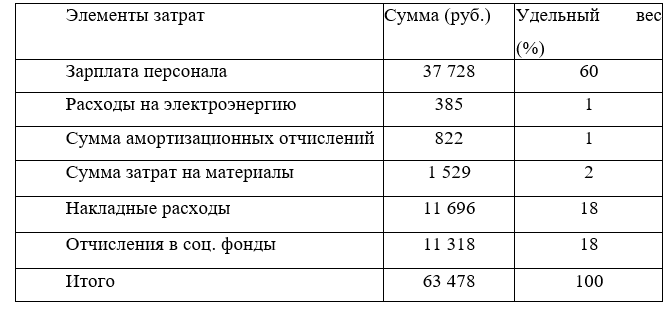 Элементы затрат Сумма (руб.) Удельный вес
(%)
Зарплата персонала 37 728 60
Расходы на электроэнергию 385 1
Сумма амортизационных отчислений 822 1
Сумма затрат на материалы 1 529 2
Накладные расходы 11 696 18
Отчисления в соц. фонды 11 318 18
Итого 63 478 100